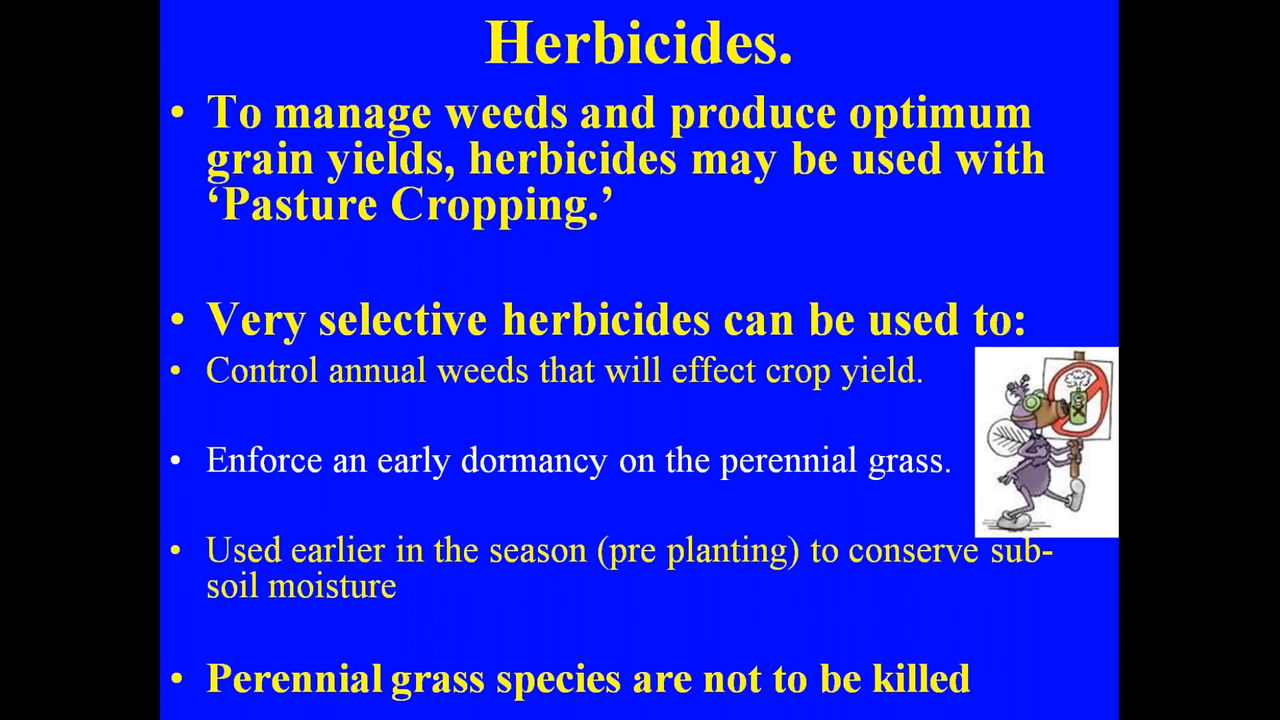 Herbicides.
• To manage weeds and produce optimum
grain yields, herbicides may be used with
‘Pasture Cropping.’
• Very selective herbicides can be used to:
• Control annual weeds that will effect crop yield.
• Enforce an early dormancy on the perennial grass.
• Used earlier in the season (pre planting) to conserve sub-
soil moisture
• Perennial grass species are not to be killed